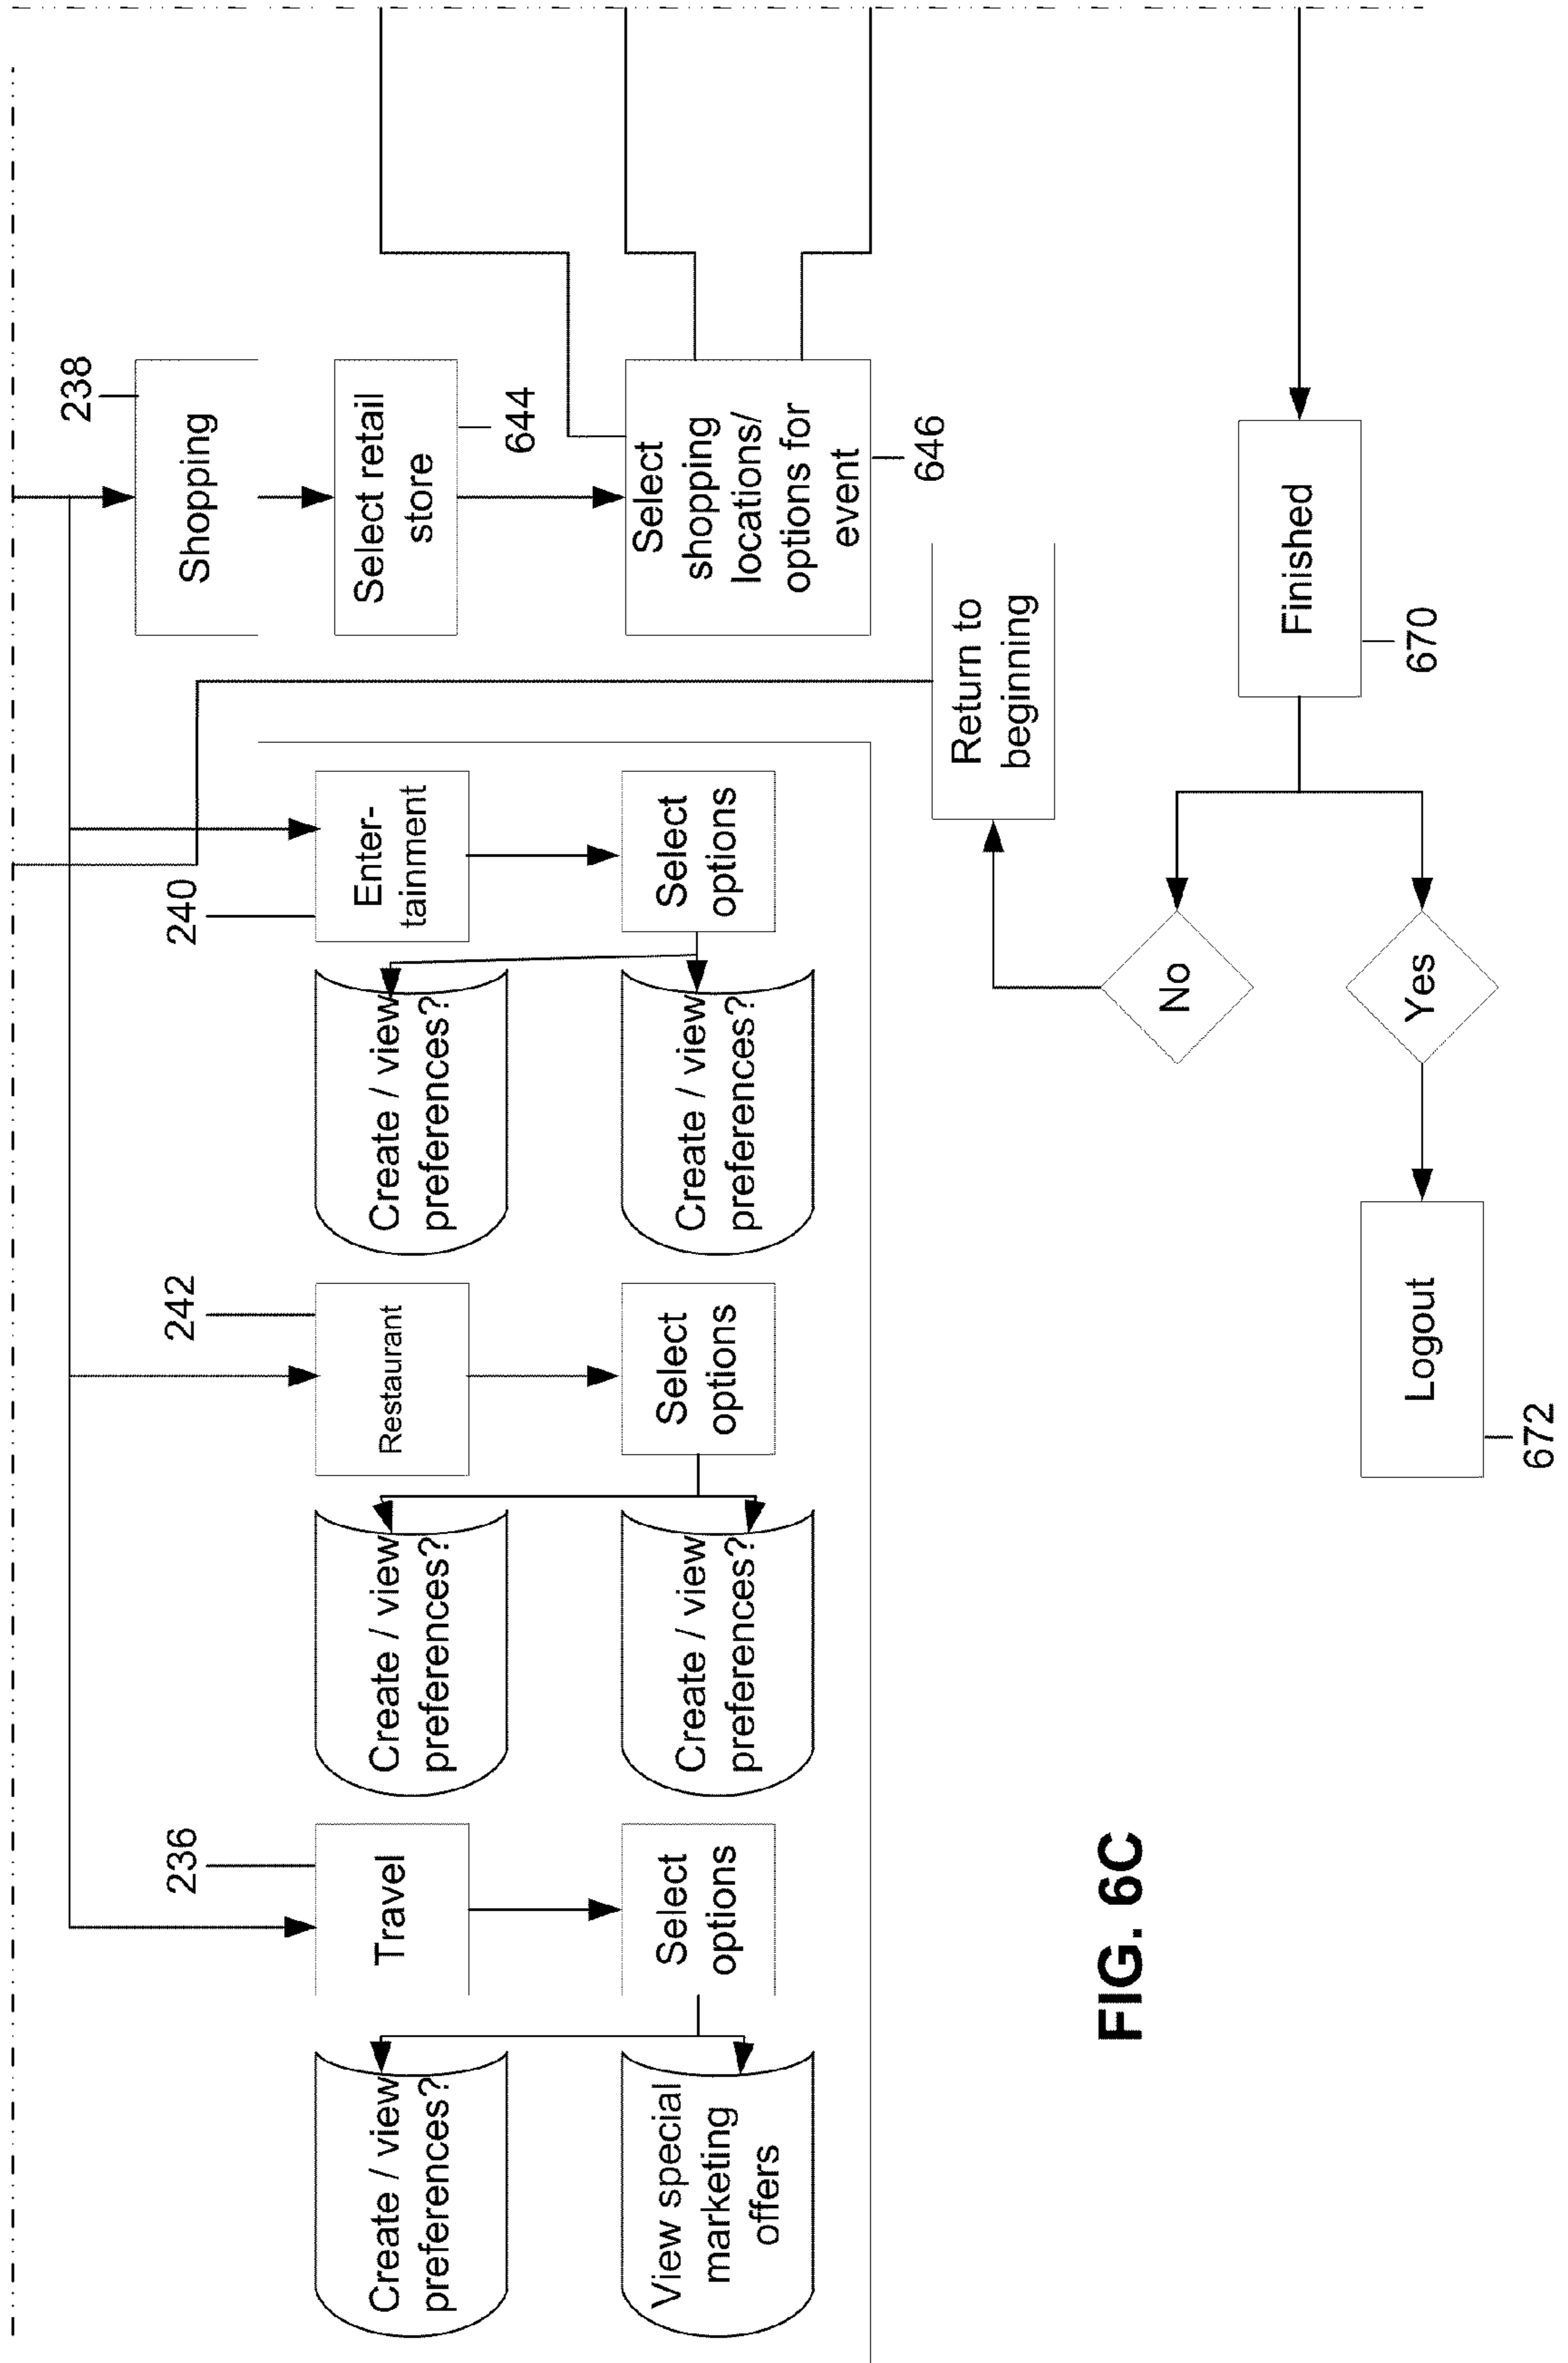 238
236
242
240
Shopping
Create / view
preferences?
Travel
Create / view
preferences?
Restaurant
Create / view
preferences?
Enter-
tainment
Select retail
store
644
View special
marketing
offers
Select
options
Create / view
preferences?
Select
options
Create / view
preferences?
Select
options
Select
shopping
locations/
options for
event
646
Return to
beginning
No
Finished
670
Yes
Logout
672
FIG. 6C